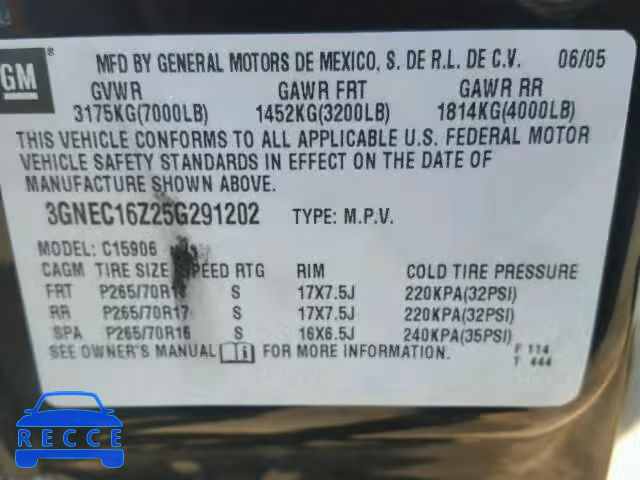 GM ®
MFD BY GENERAL MOTORS DE MEXICO, S. DE R.L. DE C.V. 06/05
GVWR GAWR FRT GAWR RR
3175KG(7000LB) 1452KG(3200LB) 1814KG(4000LB)
THIS VEHICLE CONFORMS TO ALL APPLICABLE U.S. FEDERAL MOTOR
VEHICLE SAFETY STANDARDS IN EFFECT ON THE DATE OF
MANUFACTURE SHOWN ABOVE.
3GNEC16Z25G291202 TYPE: M.P.V.
MODEL: C15906
CAGM TIRE SIZE SPEED RTG RIM COLD TIRE PRESSURE
FRT S 17X7.5J 220KPA(32PSI)
RR P265/70R17 S 17X7.5J 220KPA(32PSI)
SPA P265/70R16 S 16X6.5J 240KPA(35PSI)
SEE OWNER'S MANUAL FOR MORE INFORMATION.
F 114
T 444
RECCE